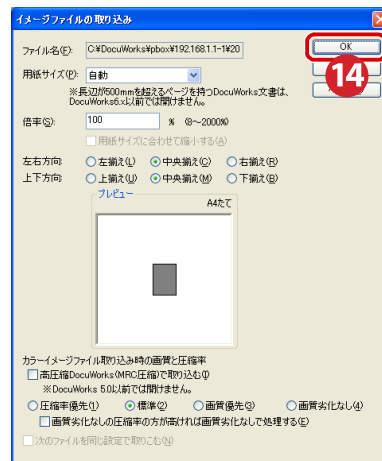 イメージファイルの取り込み
ファイル名(F): C:¥DocuWorks¥pbox¥192.168.1.1-1¥20
OK
14
用紙サイズ(P): 自動
※長辺が500mmを超えるページを持つDocuWorks文書は、
DocuWorks6.x以前では開けません。
倍率(S): 100 % (8～2000%)
用紙サイズに合わせて縮小する(A)
左右方向: 左揃え(L) 中央揃え(C) 右揃え(R)
上下方向: 上揃え(U) 中央揃え(M) 下揃え(B)
プレビュー
A4たて
カラーイメージファイル取り込み時の画質と圧縮率
高圧縮DocuWorks(MRC圧縮)で取り込む(I)
※DocuWorks 5.0以前では開けません。
圧縮率優先(1) 標準(2) 画質優先(3) 画質劣化なし(4)
画質劣化なしの圧縮率の方が高ければ画質劣化なしで処理する(E)
次のファイルを同じ設定で取りこむ(N)